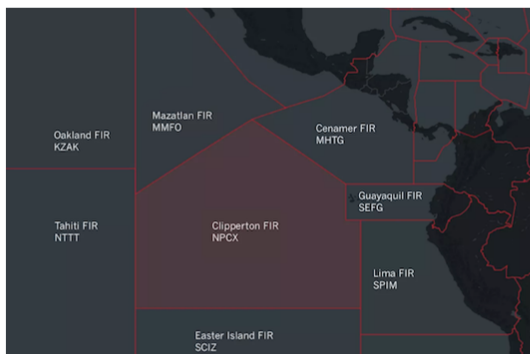 Mazatlan FIR
MMFO
Cenamer FIR
MHTG
Oakland FIR
KZAK
Guayaquil FIR
SEFG
Tahiti FIR
NTTT
Clipperton FIR
NPCX
Lima FIR
SPIM
Easter Island FIR
SCIZ